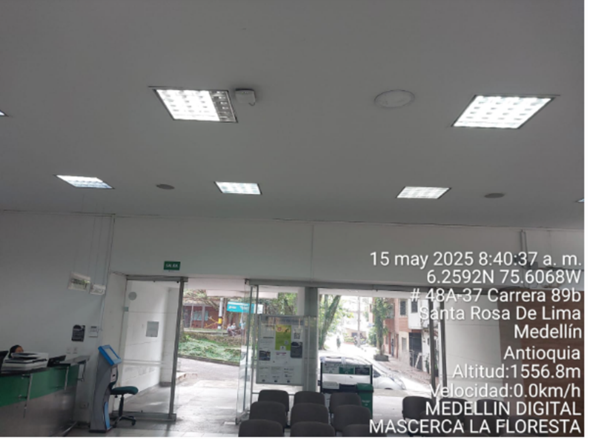 15 may 2025 8:40:37 a. m.
6.2592N 75.6068W
# 48A-37 Carrera 89b
Santa Rosa De Lima
Medellín
Antioquia
Altitud:1556.8m
Velocidad:0.0km/h
MEDELLIN DIGITAL
MASCERCA LA FLORESTA